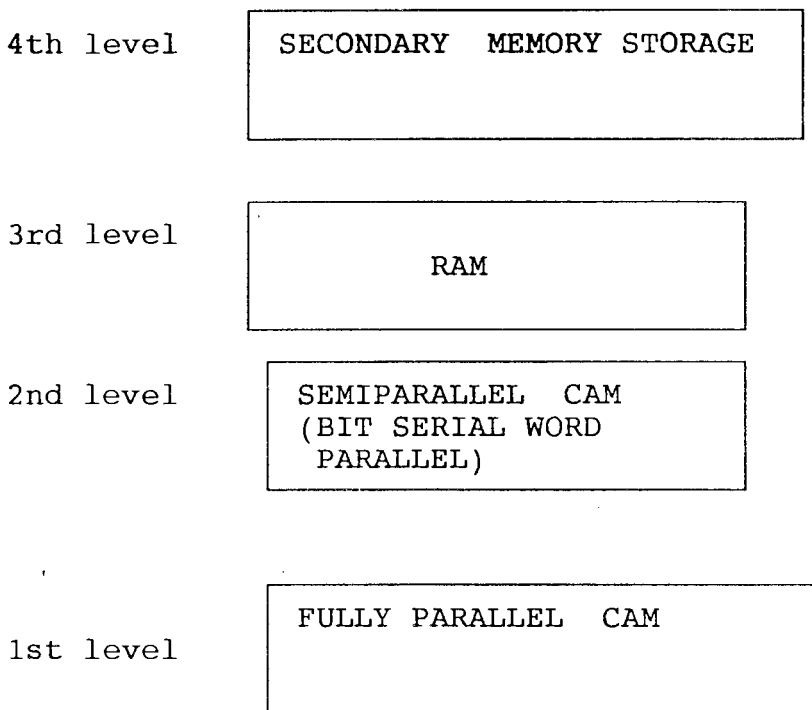 4th level
SECONDARY MEMORY STORAGE
3rd level
RAM
2nd level
SEMIPARALLEL CAM
(BIT SERIAL WORD
PARALLEL)
1st level
FULLY PARALLEL CAM